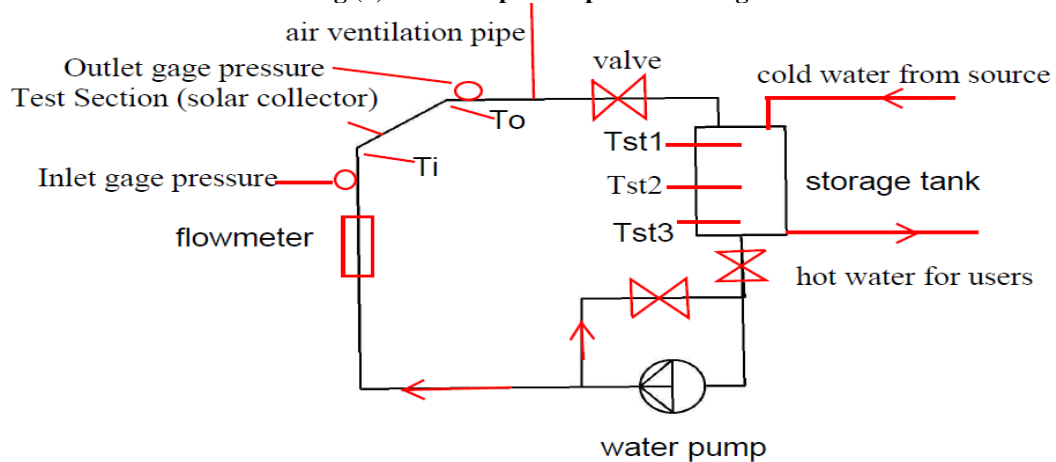 air ventilation pipe
Outlet gage pressure
valve
cold water from source
Test Section (solar collector)
To
Tst1
Ti
Inlet gage pressure
Tst2
storage tank
Tst3
flowmeter
hot water for users
water pump